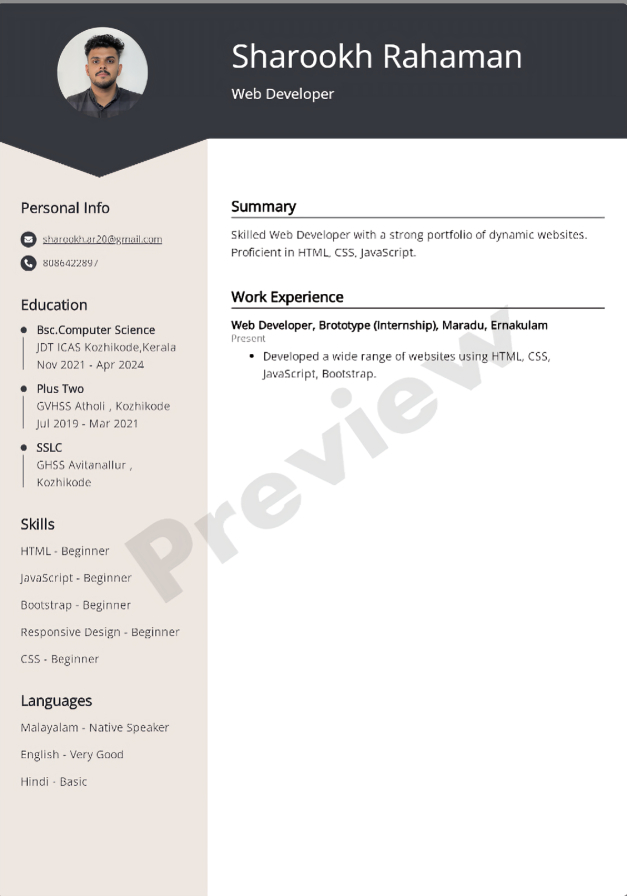 Sharookh Rahaman
Web Developer
Personal Info
sharookh.ar20@gmail.com
8086422897
Education
Bsc.Computer Science
JDT ICAS Kozhikode,Kerala
Nov 2021 - Apr 2024
Plus Two
GVHSS Atholi , Kozhikode
Jul 2019 - Mar 2021
SSLC
GHSS Avitanallur ,
Kozhikode
Skills
HTML - Beginner
JavaScript - Beginner
Bootstrap - Beginner
Responsive Design - Beginner
CSS - Beginner
Languages
Malayalam - Native Speaker
English - Very Good
Hindi - Basic
Summary
Skilled Web Developer with a strong portfolio of dynamic websites.
Proficient in HTML, CSS, JavaScript.
Work Experience
Web Developer, Brototype (Internship), Maradu, Ernakulam
Present
• Developed a wide range of websites using HTML, CSS,
JavaScript, Bootstrap.
Preview